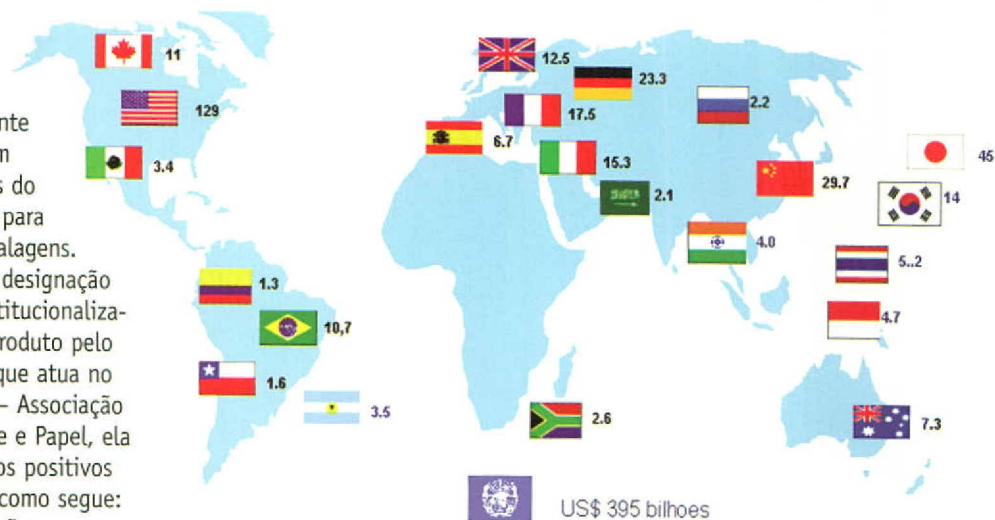 nte
m
s do
para
alagens.
designação
titucionaliza-
roduto pelo
que atua no
– Associação
e e Papel, ela
os positivos
como segue:
11
129
3.4
12.5
23.3
17.5
6.7
15.3
2.1
2.2
29.7
45
14
4.0
5..2
4.7
1.3
10,7
1.6
3.5
2.6
7.3
US$ 395 bilhoes